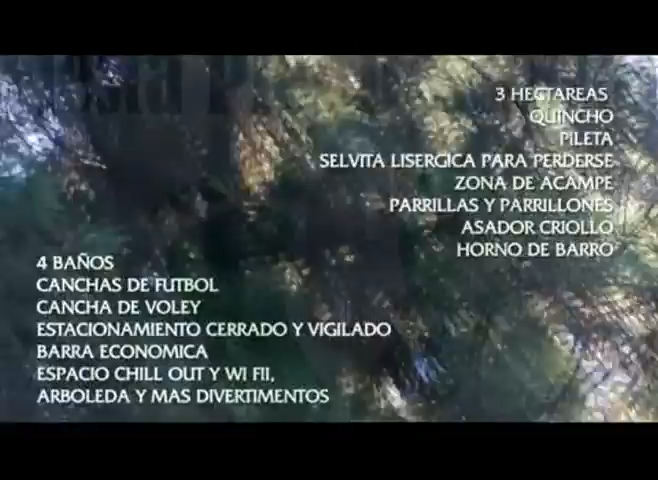 3 HECTAREAS
QUINCHO
PILETA
SELVITA LISERGICA PARA PERDERSE
ZONA DE ACAMPE
PARRILLAS Y PARRILLONES
ASADOR CRIOLLO
HORNO DE BARRO
4 BAÑOS
CANCHAS DE FUTBOL
CANCHA DE VOLEY
ESTACIONAMIENTO CERRADO Y VIGILADO
BARRA ECONOMICA
ESPACIO CHILL OUT Y WI FII,
ARBOLEDA Y MAS DIVERTIMENTOS